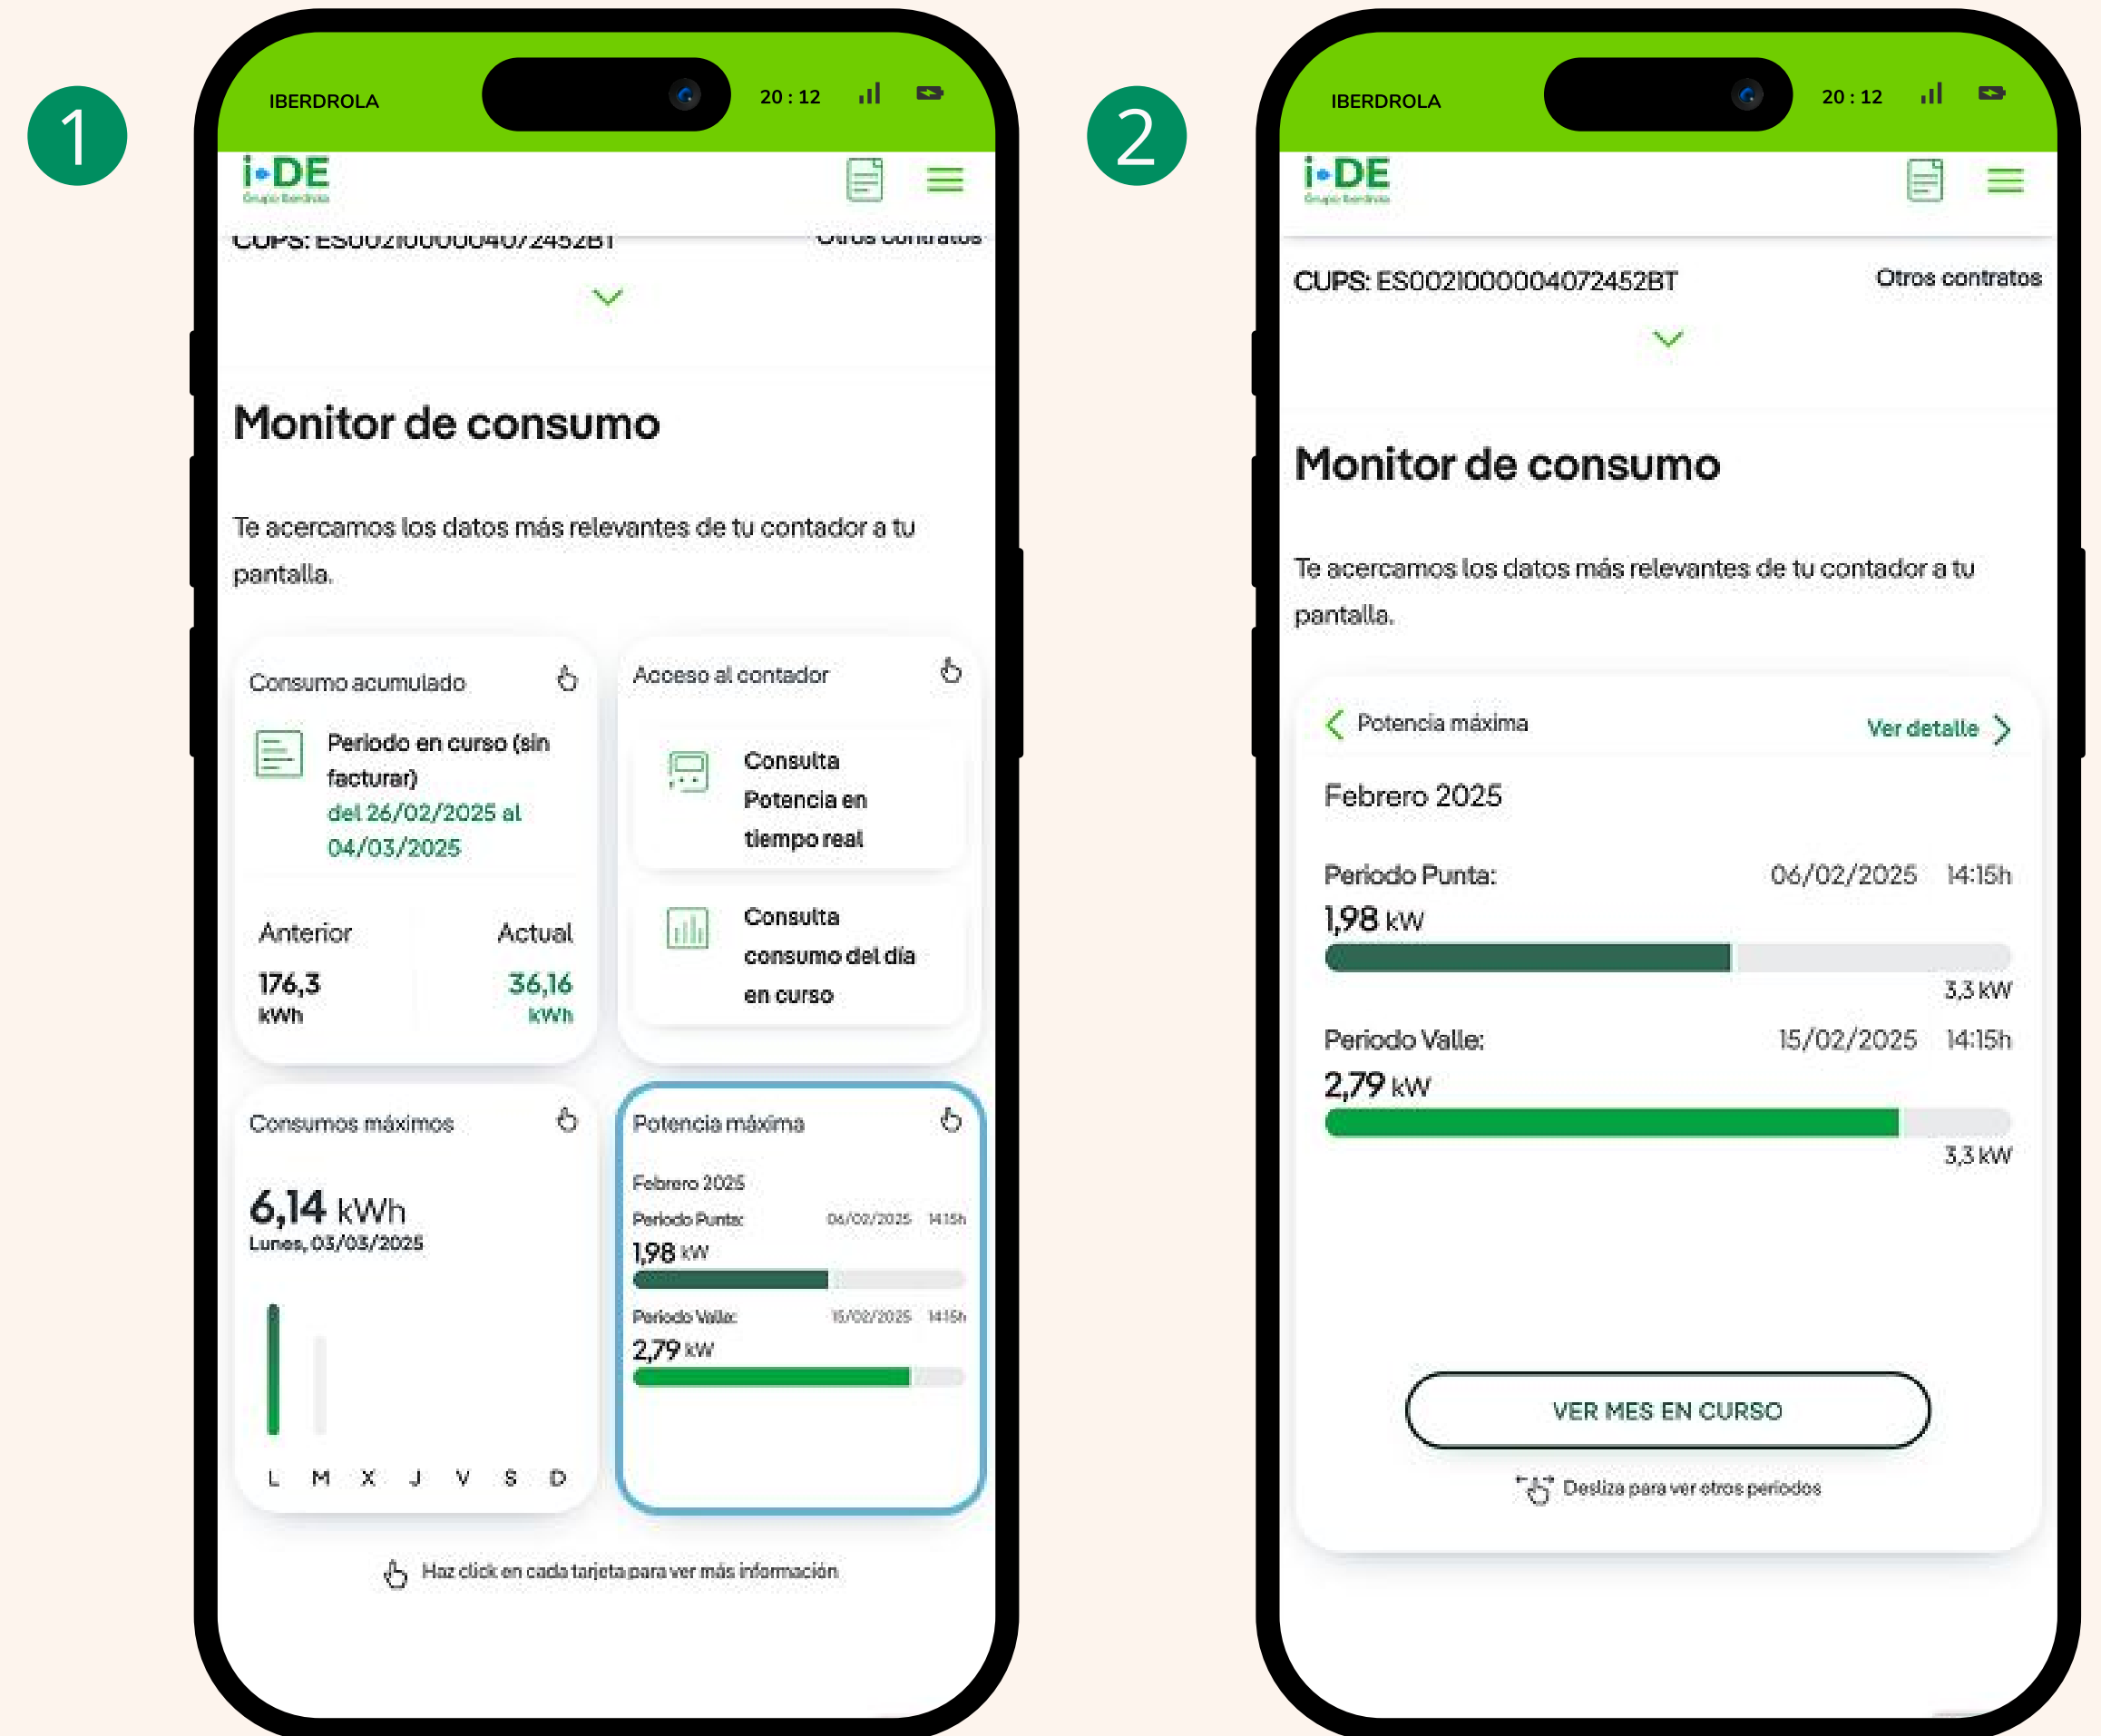 1
IBERDROLA
20:12
i-DE
Grupo Iberdrola
CUPS: ES0021000004072452BT
Otros contratos
Monitor de consumo
Te acercamos los datos más relevantes de tu contador a tu
pantalla.
Consumo acumulado
Periodo en curso (sin
facturar)
del 26/02/2025 al
04/03/2025
Anterior
Actual
176,3
36,16
kWh
kWh
Acceso al contador
Consulta
Potencia en
tiempo real
Consulta
consumo del día
en curso
Consumos máximos
6,14 kWh
Lunes, 03/03/2025
L M X J V S D
Potencia máxima
Febrero 2025
Periodo Punta: 06/02/2025 14:15h
1,98 kW
Periodo Valle: 15/02/2025 14:15h
2,79 kW
Haz click en cada tarjeta para ver más información
2
IBERDROLA
20:12
i-DE
Grupo Iberdrola
CUPS: ES0021000004072452BT
Otros contratos
Monitor de consumo
Te acercamos los datos más relevantes de tu contador a tu
pantalla.
Potencia máxima
Ver detalle
Febrero 2025
Periodo Punta: 06/02/2025 14:15h
1,98 kW
3,3 kW
Periodo Valle: 15/02/2025 14:15h
2,79 kW
3,3 kW
VER MES EN CURSO
Desliza para ver otros periodos